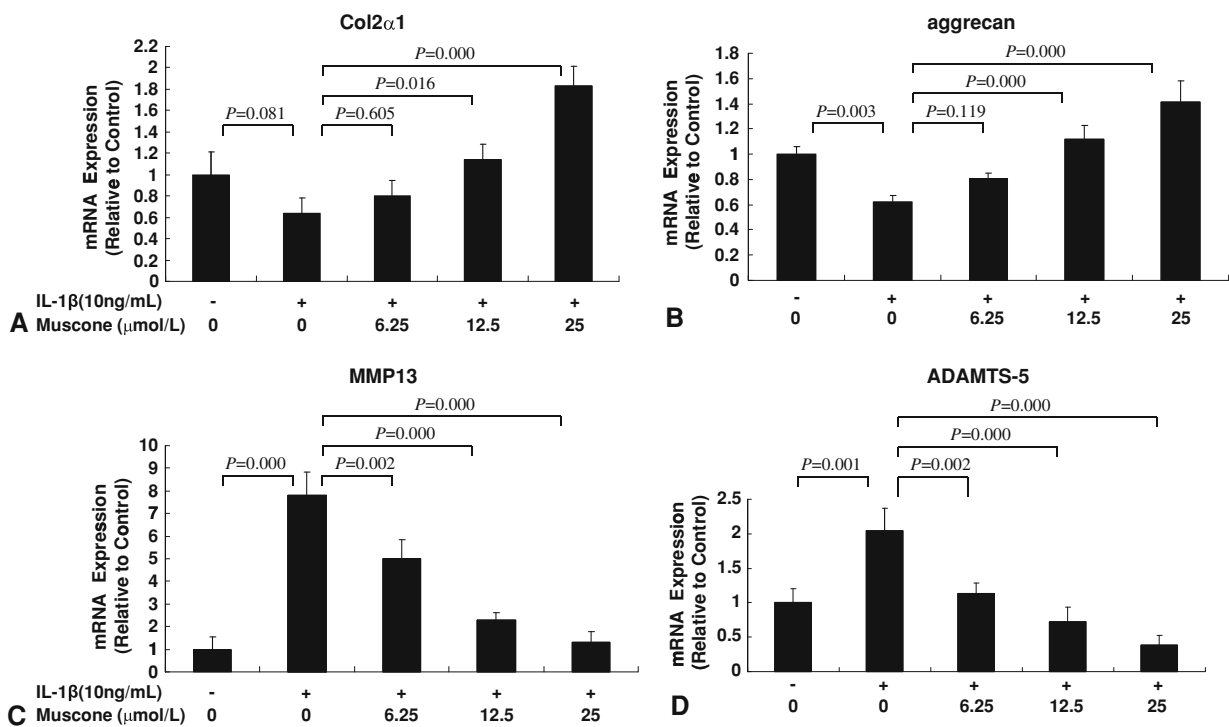 Col2α1
P=0.000
P=0.016
P=0.081
P=0.605
mRNA Expression
(Relative to Control)
2.2
2
1.8
1.6
1.4
1.2
1
0.8
0.6
0.4
0.2
0
IL-1β(10ng/mL) - + + + +
A Muscone (μmol/L) 0 0 6.25 12.5 25
aggrecan
P=0.000
P=0.000
P=0.003
P=0.119
mRNA Expression
(Relative to Control)
1.8
1.6
1.4
1.2
1
0.8
0.6
0.4
0.2
0
- + + + +
B 0 0 6.25 12.5 25
MMP13
P=0.000
P=0.000
P=0.000
P=0.002
mRNA Expression
(Relative to Control)
10
9
8
7
6
5
4
3
2
1
0
IL-1β(10ng/mL) - + + + +
C Muscone (μmol/L) 0 0 6.25 12.5 25
ADAMTS-5
P=0.000
P=0.000
P=0.001
P=0.002
mRNA Expression
(Relative to Control)
2.5
2
1.5
1
0.5
0
- + + + +
D 0 0 6.25 12.5 25